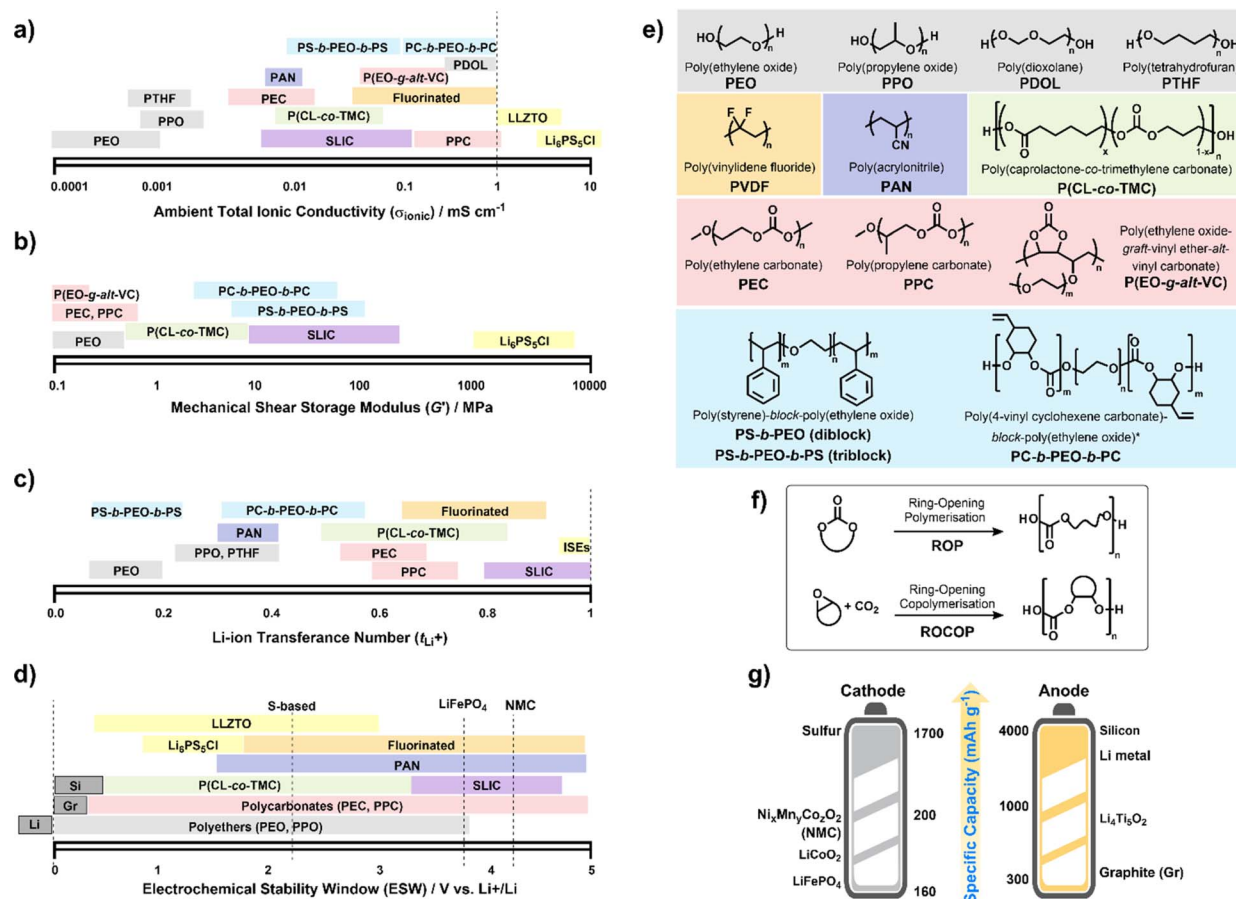 a)
PS-b-PEO-b-PS PC-b-PEO-b-PC
PDOL
PAN P(EO-g-alt-VC)
PTHF PEC Fluorinated
PPO P(CL-co-TMC) LLZTO
PEO SLIC PPC Li6PS5Cl
0.0001 0.001 0.01 0.1 1 10
Ambient Total Ionic Conductivity (σionic) / mS cm-1
b)
P(EO-g-alt-VC) PC-b-PEO-b-PC
PEC, PPC PS-b-PEO-b-PS
P(CL-co-TMC) SLIC
PEO Li6PS5Cl
0.1 1 10 100 1000 10000
Mechanical Shear Storage Modulus (G') / MPa
c)
PS-b-PEO-b-PS PC-b-PEO-b-PC Fluorinated
PAN P(CL-co-TMC)
PPO, PTHF PEC ISEs
PEO PPC SLIC
0.0 0.2 0.4 0.6 0.8 1
Li-ion Transferance Number (tLi+)
d)
S-based LiFePO4 NMC
LLZTO
Li6PS5Cl Fluorinated
PAN
Si P(CL-co-TMC) SLIC
Gr Polycarbonates (PEC, PPC)
Li Polyethers (PEO, PPO)
0 1 2 3 4 5
Electrochemical Stability Window (ESW) / V vs. Li+/Li
e)
HO O n H
HO O n H
H O O n OH
H O n OH
Poly(ethylene oxide)
PEO
Poly(propylene oxide)
PPO
Poly(dioxolane)
PDOL
Poly(tetrahydrofuran
PTHF
F F n
Poly(vinylidene fluoride)
PVDF
n CN
Poly(acrylonitrile)
PAN
H O O x O O O 1-x n OH
Poly(caprolactone-co-trimethylene carbonate)
P(CL-co-TMC)
O O O O n
Poly(ethylene carbonate)
PEC
O O O O n
Poly(propylene carbonate)
PPC
O O O n O O m
Poly(ethylene oxide-
graft-vinyl ether-alt-
vinyl carbonate)
P(EO-g-alt-VC)
m O n m
Poly(styrene)-block-poly(ethylene oxide)
PS-b-PEO (diblock)
PS-b-PEO-b-PS (triblock)
H O O O O m O n O O O O H m
Poly(4-vinyl cyclohexene carbonate)-
block-poly(ethylene oxide)*
PC-b-PEO-b-PC
f)
O O O
Ring-Opening
Polymerisation
ROP
HO O O O H n
O + CO2
Ring-Opening
Copolymerisation
ROCOP
HO O O O H n
g)
Cathode
Sulfur 1700
NixMnyCozO2 200
(NMC)
LiCoO2
LiFePO4 160
Specific Capacity (mAh g-1)
Anode
4000 Silicon
Li metal
1000 Li4Ti5O2
300 Graphite (Gr)